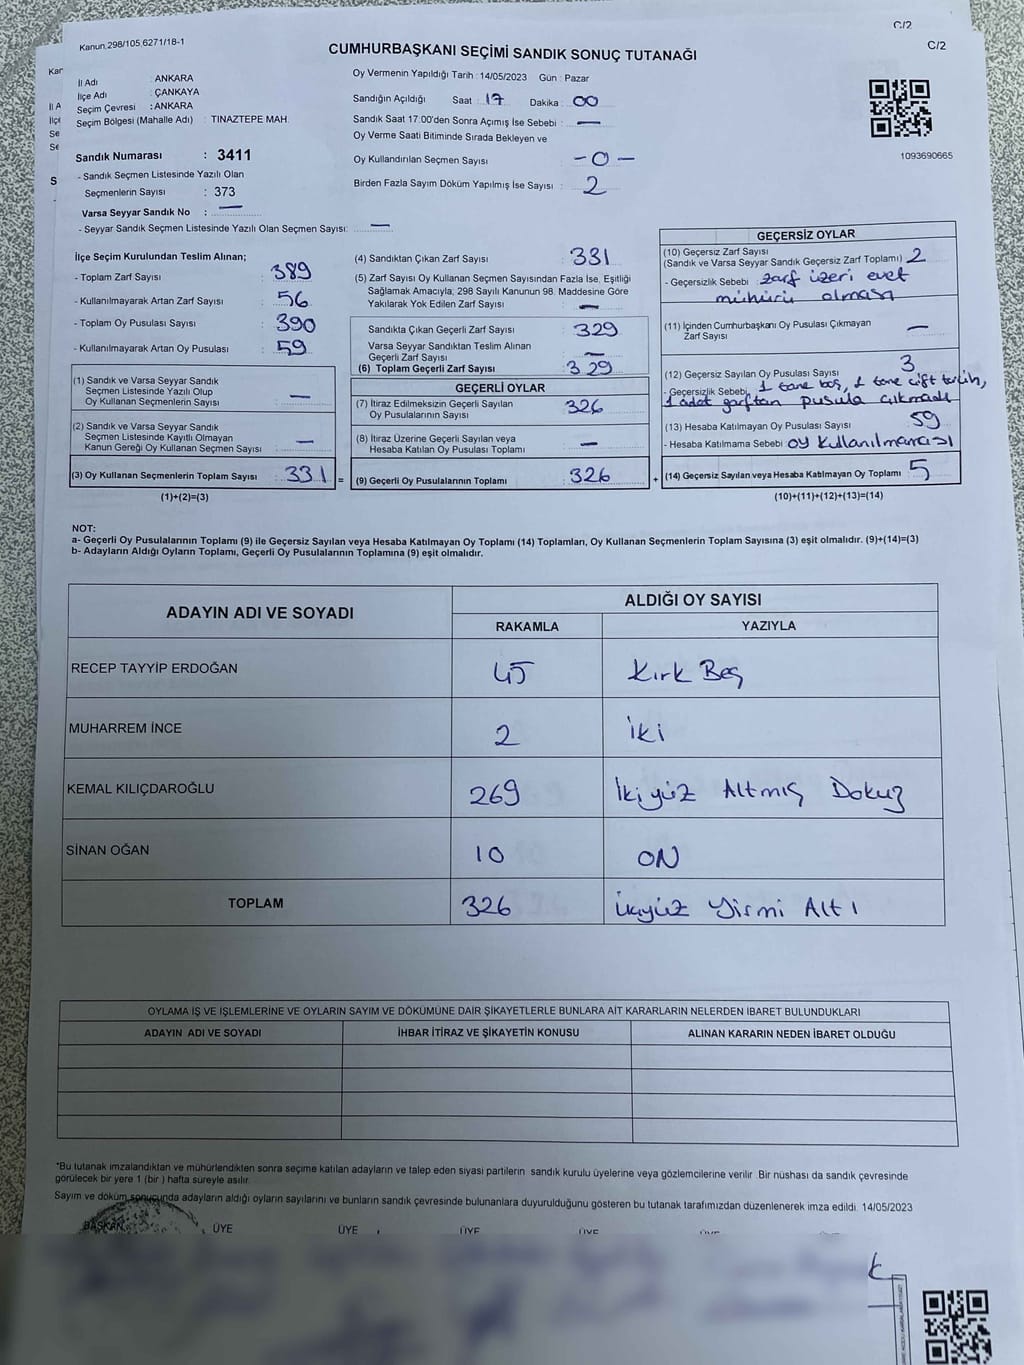 C/2
Kanun.298/105.6271/18-1
C/2
CUMHURBAŞKANI SEÇİMİ SANDIK SONUÇ TUTANAĞI
İl Adı : ANKARA
İlçe Adı : ÇANKAYA
Seçim Çevresi : ANKARA
Seçim Bölgesi (Mahalle Adı) : TINAZTEPE MAH.
Sandık Numarası : 3411
- Sandık Seçmen Listesinde Yazılı Olan
Seçmenlerin Sayısı : 373
Varsa Seyyar Sandık No : —
- Seyyar Sandık Seçmen Listesinde Yazılı Olan Seçmen Sayısı: —
Oy Vermenin Yapıldığı Tarih : 14/05/2023 Gün : Pazar
Sandığın Açıldığı Saat : 17 Dakika : 00
Sandık Saat 17:00'den Sonra Açımış İse Sebebi : —
Oy Verme Saati Bitiminde Sırada Bekleyen ve
Oy Kullandırılan Seçmen Sayısı : -0-
Birden Fazla Sayım Döküm Yapılmış İse Sayısı : 2
1093690665
İlçe Seçim Kurulundan Teslim Alınan;
- Toplam Zarf Sayısı : 389
- Kullanılmayarak Artan Zarf Sayısı : 56
- Toplam Oy Pusulası Sayısı : 390
- Kullanılmayarak Artan Oy Pusulası : 59
(1) Sandık ve Varsa Seyyar Sandık
Seçmen Listesinde Yazılı Olup
Oy Kullanan Seçmenlerin Sayısı : —
(2) Sandık ve Varsa Seyyar Sandık
Seçmen Listesinde Kayıtlı Olmayan
Kanun Gereği Oy Kullanan Seçmen Sayısı : —
(3) Oy Kullanan Seçmenlerin Toplam Sayısı : 331 =
(1)+(2)=(3)
(4) Sandıktan Çıkan Zarf Sayısı : 331
(5) Zarf Sayısı Oy Kullanan Seçmen Sayısından Fazla İse, Eşitliği
Sağlamak Amacıyla, 298 Sayılı Kanunun 98. Maddesine Göre
Yakılarak Yok Edilen Zarf Sayısı : —
Sandıkta Çıkan Geçerli Zarf Sayısı : 329
Varsa Seyyar Sandıktan Teslim Alınan
Geçerli Zarf Sayısı : —
(6) Toplam Geçerli Zarf Sayısı : 329
GEÇERLİ OYLAR
(7) İtiraz Edilmeksizin Geçerli Sayılan
Oy Pusulalarının Sayısı : 326
(8) İtiraz Üzerine Geçerli Sayılan veya
Hesaba Katılan Oy Pusulası Toplamı : —
(9) Geçerli Oy Pusulalarının Toplamı : 326 +
GEÇERSİZ OYLAR
(10) Geçersiz Zarf Sayısı
(Sandık ve Varsa Seyyar Sandık Geçersiz Zarf Toplamı) 2
- Geçersizlik Sebebi : zarf üzeri evet
mühürü olması
(11) İçinden Cumhurbaşkanı Oy Pusulası Çıkmayan
Zarf Sayısı —
(12) Geçersiz Sayılan Oy Pusulası Sayısı 3
- Geçersizlik Sebebi 1 tane boş, 1 tane çift tercih,
1 adet zarftan pusula çıkmadı
(13) Hesaba Katılmayan Oy Pusulası Sayısı 59
- Hesaba Katılmama Sebebi oy kullanılmaması
(14) Geçersiz Sayılan veya Hesaba Katılmayan Oy Toplamı 5
(10)+(11)+(12)+(13)=(14)
NOT:
a- Geçerli Oy Pusulalarının Toplamı (9) ile Geçersiz Sayılan veya Hesaba Katılmayan Oy Toplamı (14) Toplamları, Oy Kullanan Seçmenlerin Toplam Sayısına (3) eşit olmalıdır. (9)+(14)=(3)
b- Adayların Aldığı Oyların Toplamı, Geçerli Oy Pusulalarının Toplamına (9) eşit olmalıdır.
ADAYIN ADI VE SOYADI
ALDIĞI OY SAYISI
RAKAMLA YAZIYLA
RECEP TAYYİP ERDOĞAN 45 Kırk Beş
MUHARREM İNCE 2 İki
KEMAL KILIÇDAROĞLU 269 İkiyüz Altmış Dokuz
SİNAN OĞAN 10 ON
TOPLAM 326 Üçyüz Yirmi Altı
OYLAMA İŞ VE İŞLEMLERİNE VE OYLARIN SAYIM VE DÖKÜMÜNE DAİR ŞİKAYETLERLE BUNLARA AİT KARARLARIN NELERDEN İBARET BULUNDUKLARI
ADAYIN ADI VE SOYADI İHBAR İTİRAZ VE ŞİKAYETİN KONUSU ALINAN KARARIN NEDEN İBARET OLDUĞU
*Bu tutanak imzalandıktan ve mühürlendikten sonra seçime katılan adayların ve talep eden siyasi partilerin sandık kurulu üyelerine veya gözlemcilerine verilir. Bir nüshası da sandık çevresinde
görülecek bir yere 1 (bir ) hafta süreyle asılır.
Sayım ve döküm sonucunda adayların aldığı oyların sayılarını ve bunların sandık çevresinde bulunanlara duyurulduğunu gösteren bu tutanak tarafımızdan düzenlenerek imza edildi. 14/05/2023
BAŞKAN ÜYE ÜYE ÜYE ÜYE ÜYE